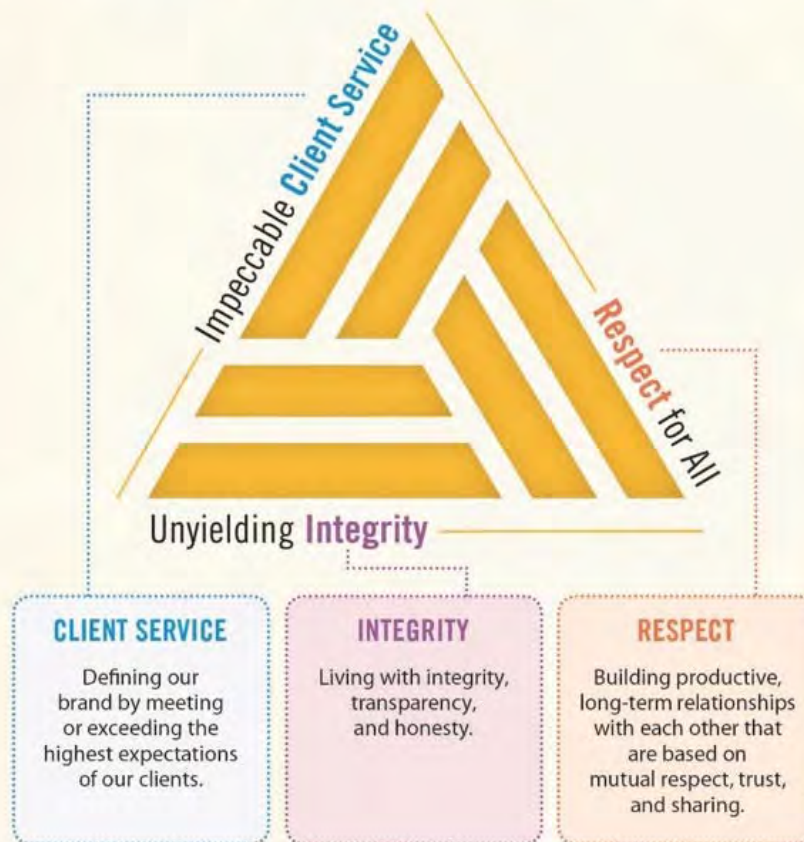 Impeccable Client Service
Respect for All
Unyielding Integrity
CLIENT SERVICE
Defining our
brand by meeting
or exceeding the
highest expectations
of our clients.
INTEGRITY
Living with integrity,
transparency,
and honesty.
RESPECT
Building productive,
long-term relationships
with each other that
are based on
mutual respect, trust,
and sharing.